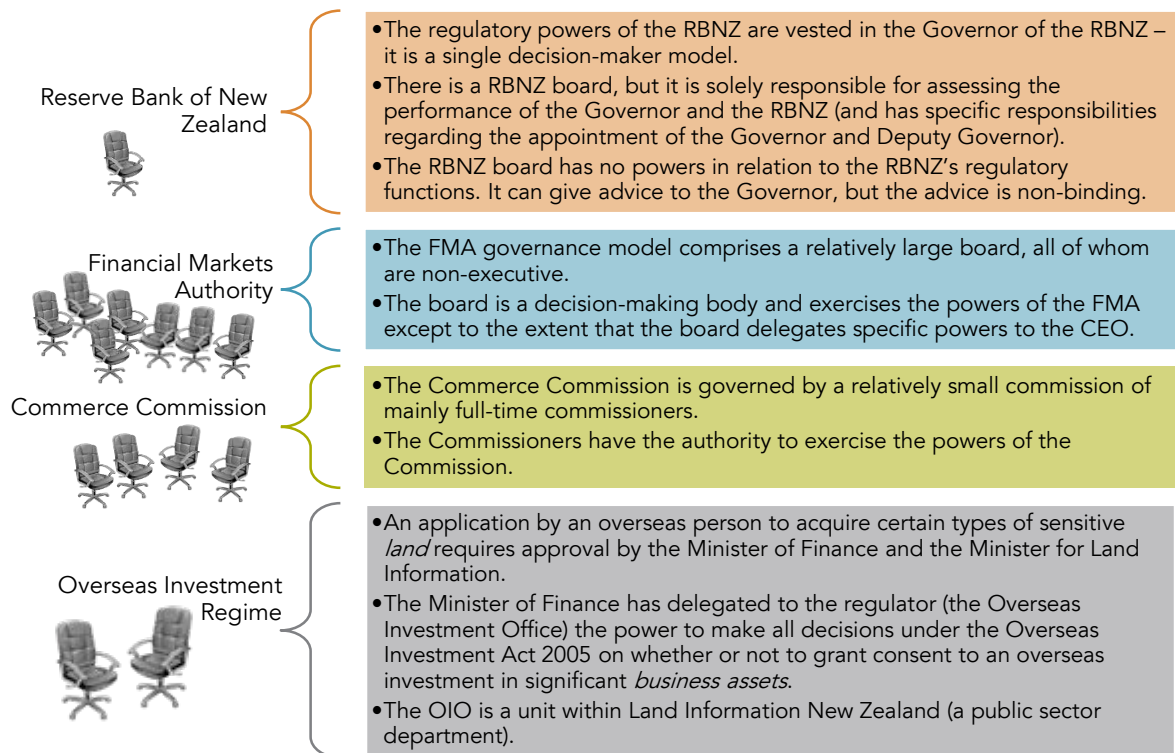 Reserve Bank of New
Zealand
•The regulatory powers of the RBNZ are vested in the Governor of the RBNZ –
it is a single decision-maker model.
•There is a RBNZ board, but it is solely responsible for assessing the
performance of the Governor and the RBNZ (and has specific responsibilities
regarding the appointment of the Governor and Deputy Governor).
•The RBNZ board has no powers in relation to the RBNZ's regulatory
functions. It can give advice to the Governor, but the advice is non-binding.
Financial Markets
Authority
•The FMA governance model comprises a relatively large board, all of whom
are non-executive.
•The board is a decision-making body and exercises the powers of the FMA
except to the extent that the board delegates specific powers to the CEO.
Commerce Commission
•The Commerce Commission is governed by a relatively small commission of
mainly full-time commissioners.
•The Commissioners have the authority to exercise the powers of the
Commission.
Overseas Investment
Regime
•An application by an overseas person to acquire certain types of sensitive
land requires approval by the Minister of Finance and the Minister for Land
Information.
•The Minister of Finance has delegated to the regulator (the Overseas
Investment Office) the power to make all decisions under the Overseas
Investment Act 2005 on whether or not to grant consent to an overseas
investment in significant business assets.
•The OIO is a unit within Land Information New Zealand (a public sector
department).